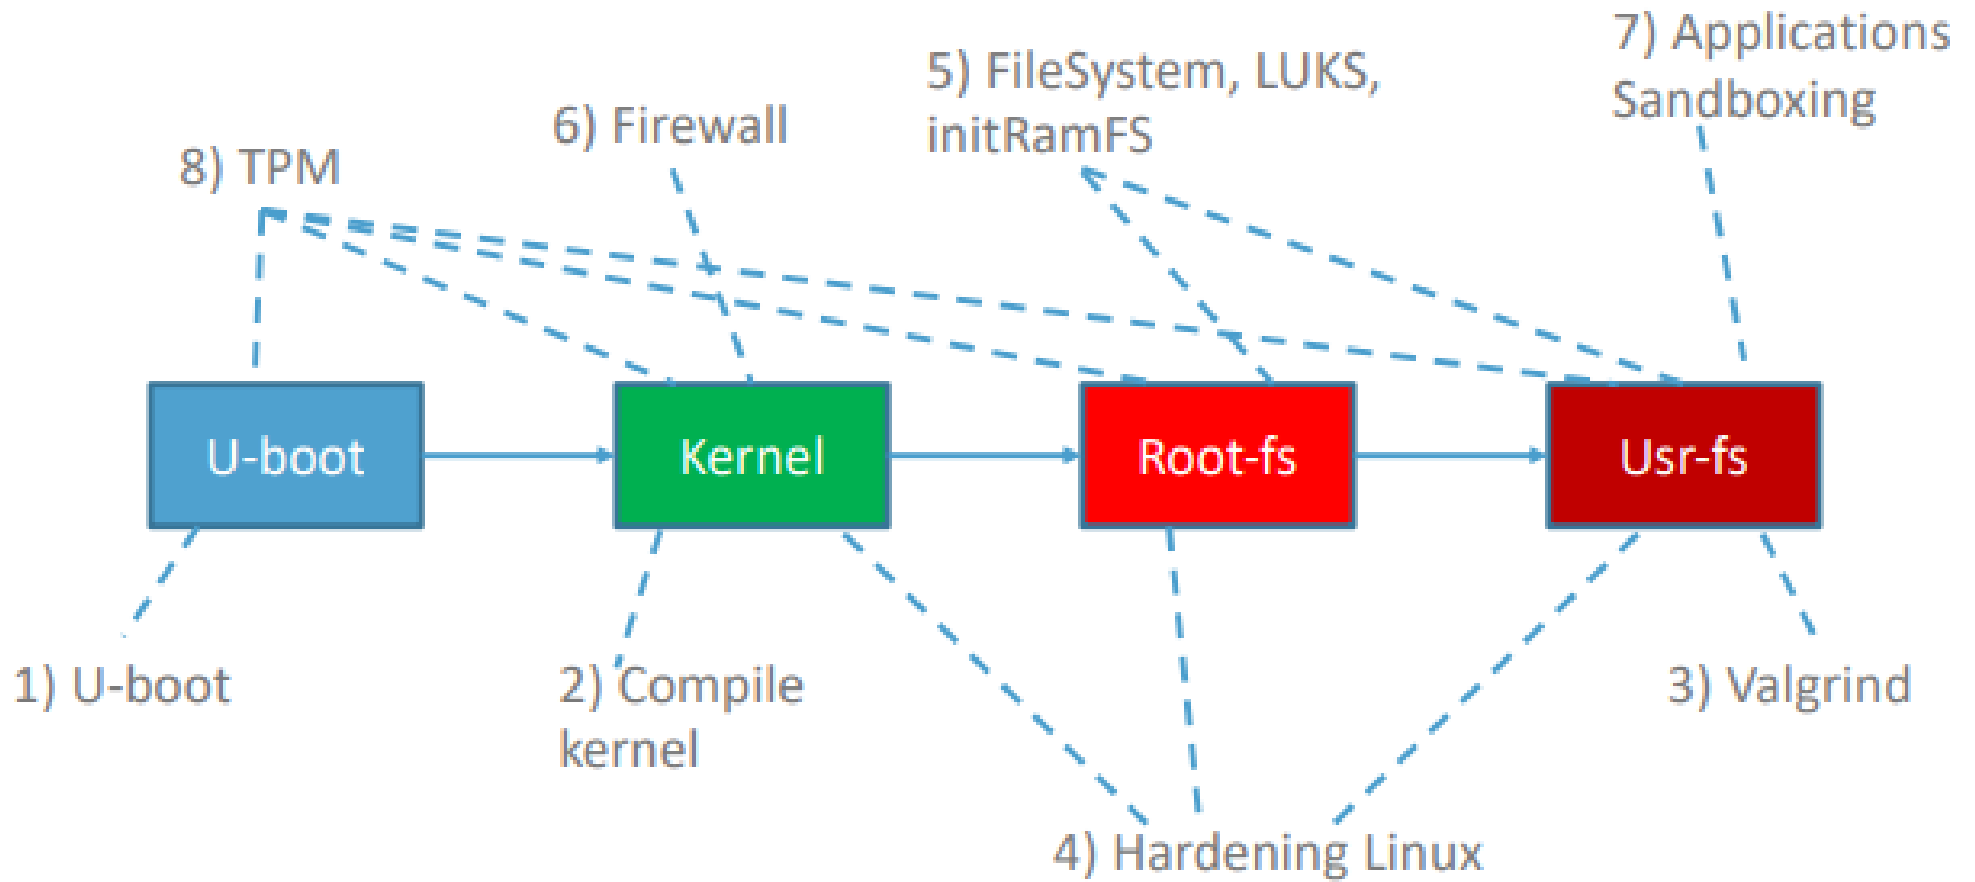 7) Applications
Sandboxing
5) FileSystem, LUKS,
initRamFS
6) Firewall
8) TPM
U-boot
Kernel
Root-fs
Usr-fs
1) U-boot
2) Compile
kernel
3) Valgrind
4) Hardening Linux